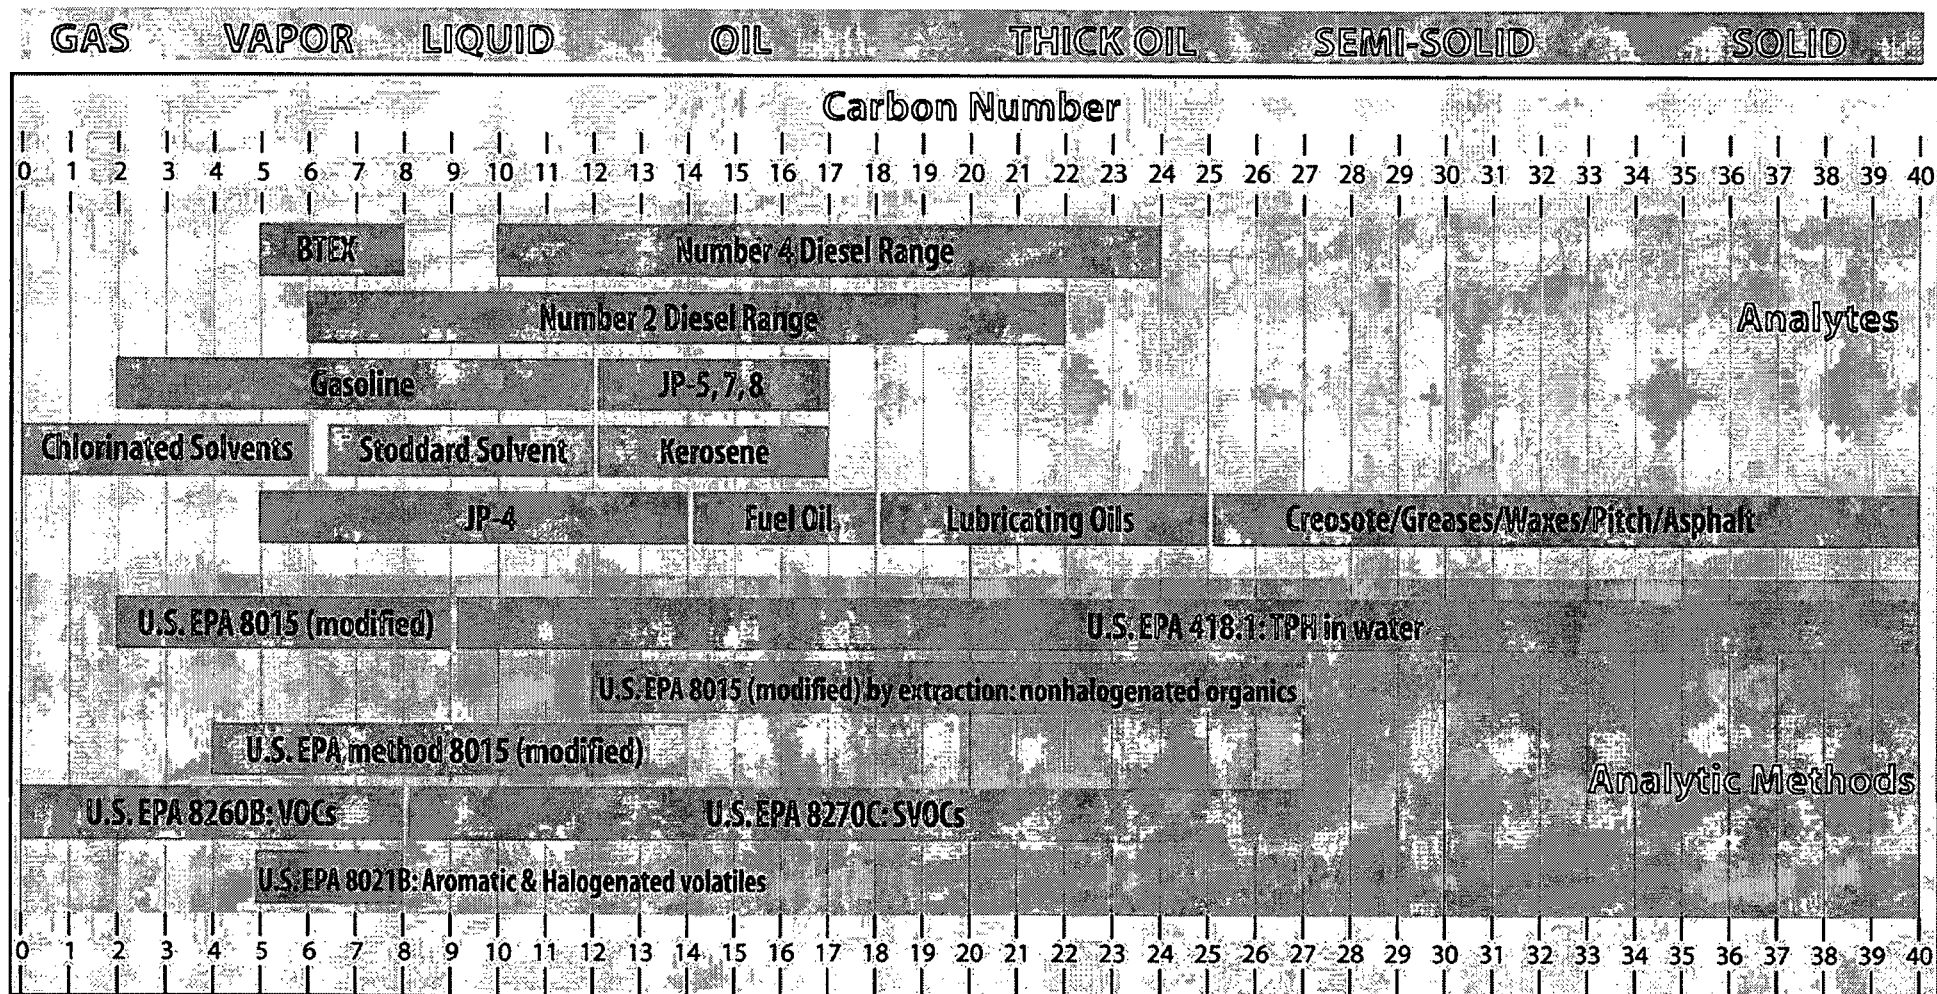 GAS VAPOR LIQUID OIL THICK OIL SEMI-SOLID SOLID
Carbon Number
0 1 2 3 4 5 6 7 8 9 10 11 12 13 14 15 16 17 18 19 20 21 22 23 24 25 26 27 28 29 30 31 32 33 34 35 36 37 38 39 40
BTEX Number 4 Diesel Range
Number 2 Diesel Range
Analytes
Gasoline JP-5, 7, 8
Chlorinated Solvents Stoddard Solvent Kerosene
JP-4 Fuel Oil Lubricating Oils Creosote/Greases/Waxes/Pitch/Asphalt
U.S. EPA 8015 (modified) U.S. EPA 418.1: TPH in water
U.S. EPA 8015 (modified) by extraction: nonhalogenated organics
U.S. EPA method 8015 (modified)
Analytic Methods
U.S. EPA 8260B: VOCs U.S. EPA 8270C: SVOCs
U.S. EPA 8021B: Aromatic & Halogenated volatiles
0 1 2 3 4 5 6 7 8 9 10 11 12 13 14 15 16 17 18 19 20 21 22 23 24 25 26 27 28 29 30 31 32 33 34 35 36 37 38 39 40